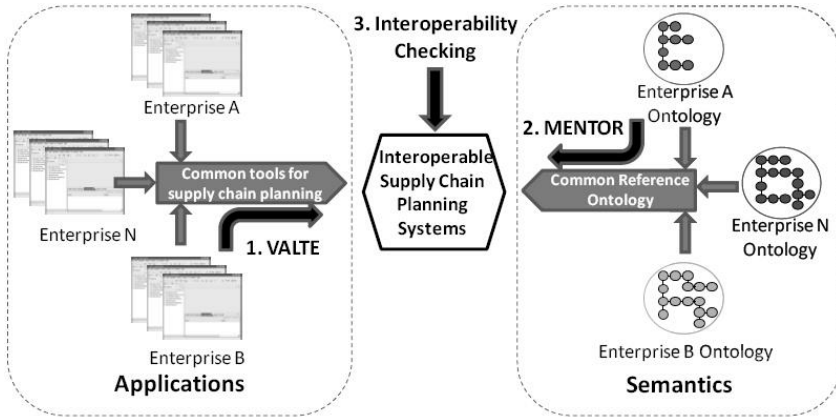 3. Interoperability
Checking
Enterprise A
Enterprise N
Common tools for
supply chain planning
1. VALTE
Enterprise B
Applications
Interoperable
Supply Chain
Planning
Systems
Enterprise A
Ontology
2. MENTOR
Common Reference
Ontology
Enterprise N
Ontology
Enterprise B Ontology
Semantics